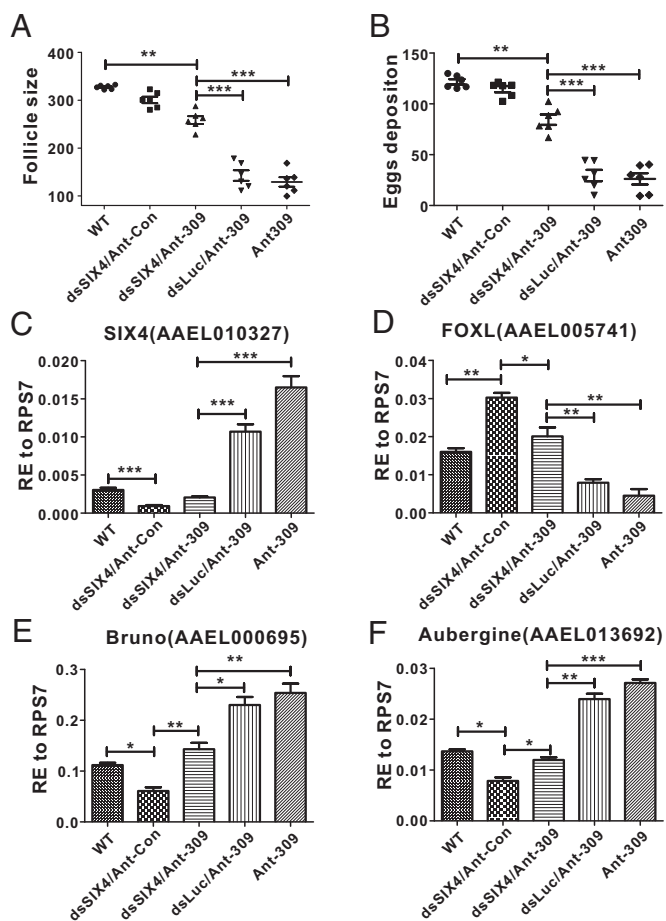 A
B
Follicle size
400
300
200
100
**
***
***
WT
dsSIX4/Ant-Con
dsSIX4/Ant-309
dsLuc/Ant-309
Ant309
Eggs depositon
150
100
50
0
**
***
***
WT
dsSIX4/Ant-Con
dsSIX4/Ant-309
dsLuc/Ant-309
Ant309
C
SIX4(AAEL010327)
RE to RPS7
0.020
0.015
0.010
0.005
0.000
***
***
***
WT
dsSIX4/Ant-Con
dsSIX4/Ant-309
dsLuc/Ant-309
Ant-309
D
FOXL(AAEL005741)
RE to RPS7
0.04
0.03
0.02
0.01
0.00
**
*
**
**
WT
dsSIX4/Ant-Con
dsSIX4/Ant-309
dsLuc/Ant-309
Ant-309
E
Bruno(AAEL000695)
RE to RPS7
0.3
0.2
0.1
0.0
*
**
**
*
WT
dsSIX4/Ant-Con
dsSIX4/Ant-309
dsLuc/Ant-309
Ant-309
F
Aubergine(AAEL013692)
RE to RPS7
0.03
0.02
0.01
0.00
*
*
***
**
WT
dsSIX4/Ant-Con
dsSIX4/Ant-309
dsLuc/Ant-309
Ant-309